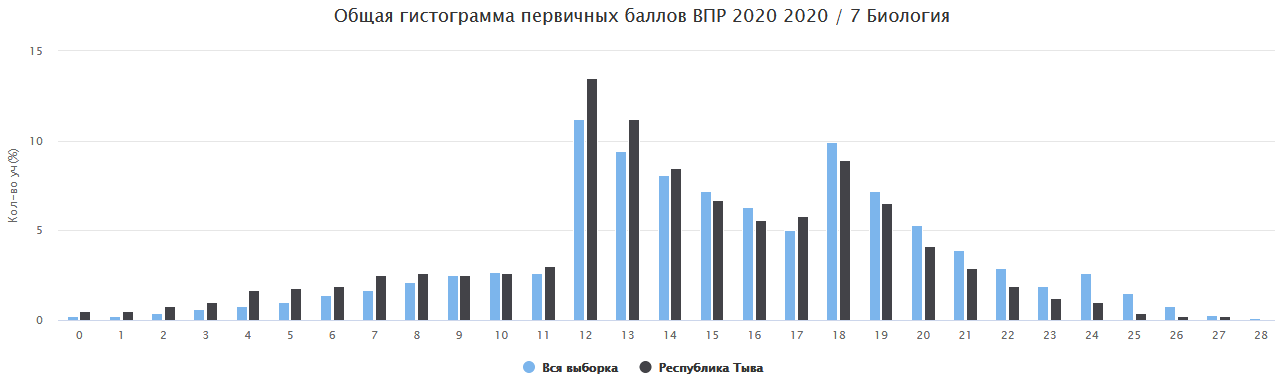 Общая гистограмма первичных баллов ВПР 2020 2020 / 7 Биология
Кол-во уч(%)
15
10
5
0
0 1 2 3 4 5 6 7 8 9 10 11 12 13 14 15 16 17 18 19 20 21 22 23 24 25 26 27 28
Вся выборка Республика Тыва